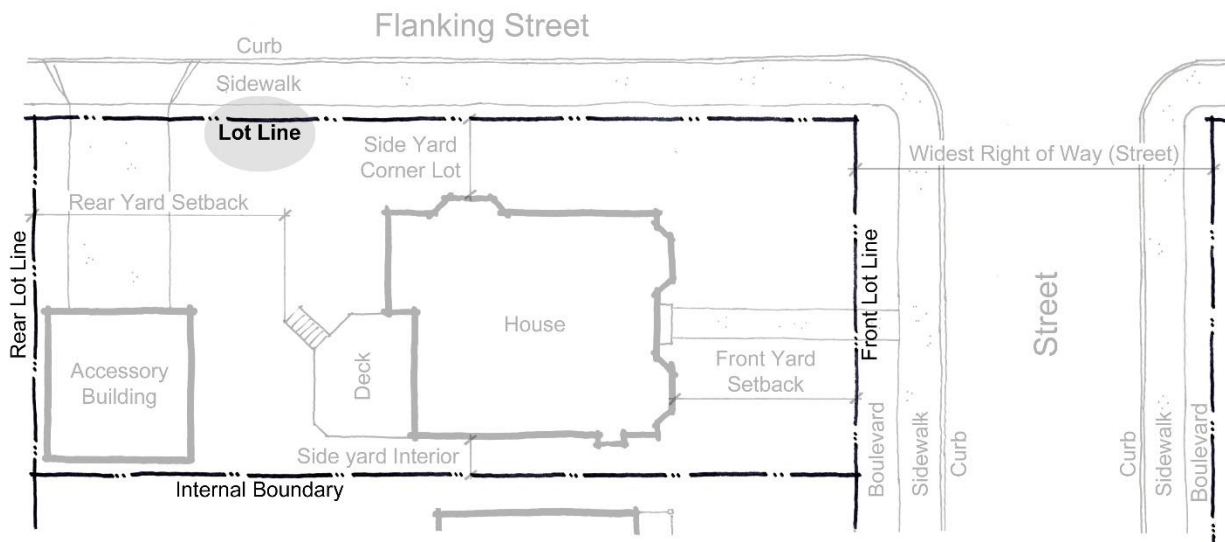 Flanking Street
Curb
Sidewalk
Lot Line
Side Yard
Corner Lot
Widest Right of Way (Street)
Rear Yard Setback
Rear Lot Line
Front Lot Line
Street
House
Accessory
Building
Deck
Front Yard
Setback
Side yard Interior
Internal Boundary
Boulevard
Sidewalk
Curb
Curb
Sidewalk
Boulevard